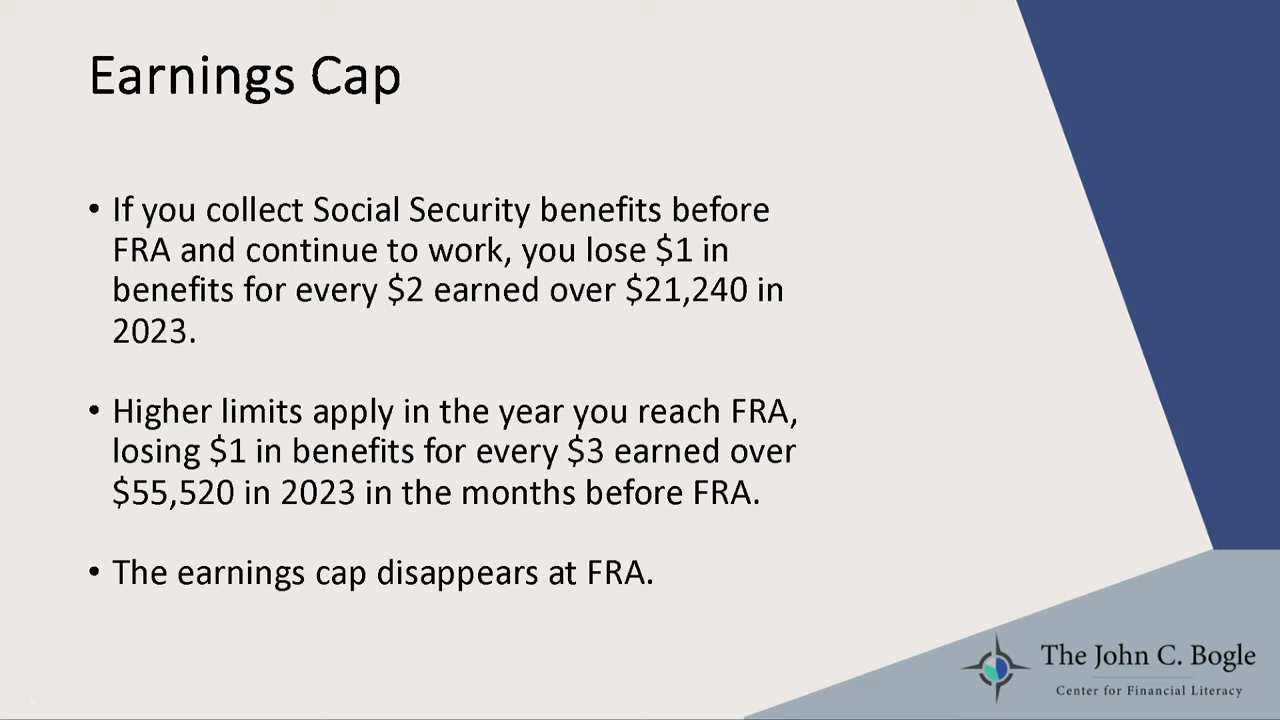 Earnings Cap
• If you collect Social Security benefits before
FRA and continue to work, you lose $1 in
benefits for every $2 earned over $21,240 in
2023.
• Higher limits apply in the year you reach FRA,
losing $1 in benefits for every $3 earned over
$55,520 in 2023 in the months before FRA.
• The earnings cap disappears at FRA.
The John C. Bogle
Center for Financial Literacy